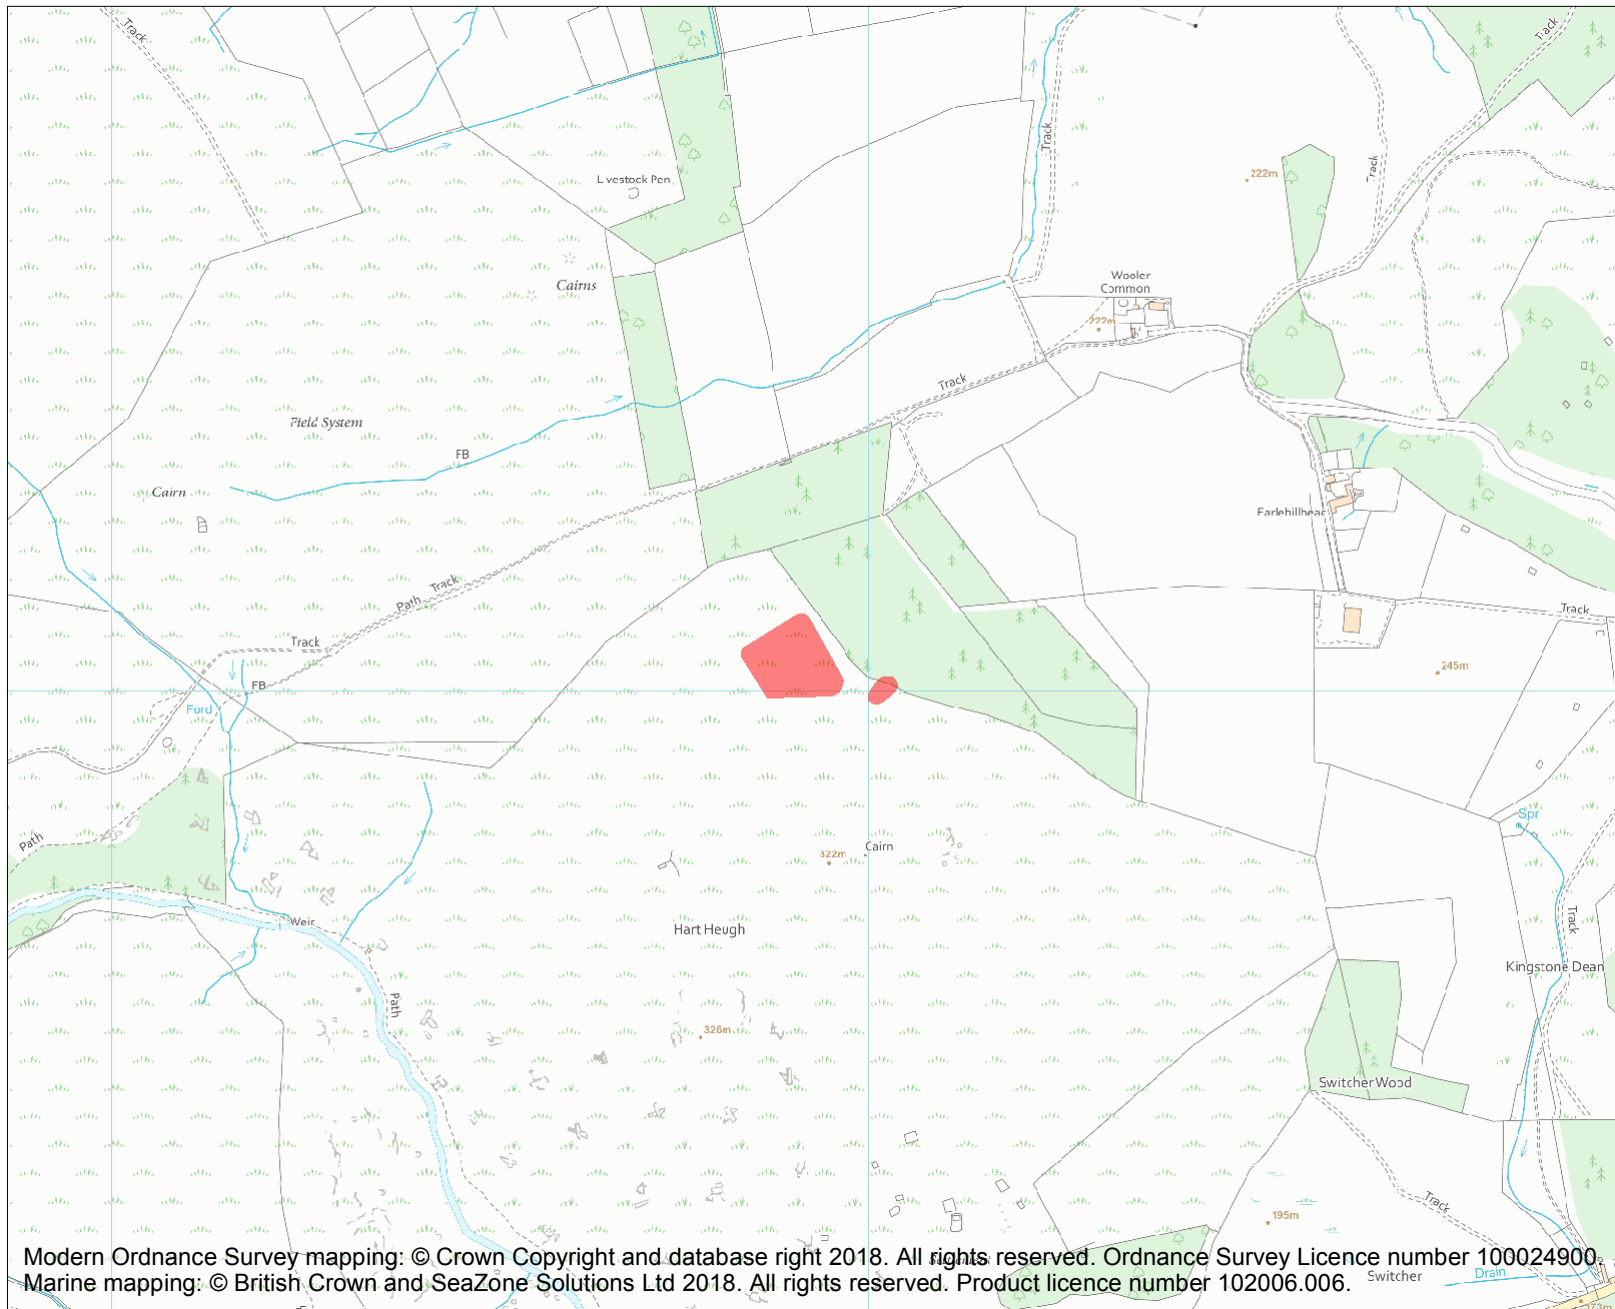 Track
Track
Track
Livestock Pen
222m
Track
Cairns
Wooler
Common
222m
Track
Field System
FB
Cairn
Earlehillhead
Path
Track
Track
Track
FB
Ford
245m
Path
Spr
322m
Cairn
Weir
Hart Heugh
Track
Path
Kingstone Dean
326m
Switcher Wood
Track
195m
Modern Ordnance Survey mapping: © Crown Copyright and database right 2018. All rights reserved. Ordnance Survey Licence number 100024900.
Marine mapping: © British Crown and SeaZone Solutions Ltd 2018. All rights reserved. Product licence number 102006.006.
Switcher
Drain
Track
173m